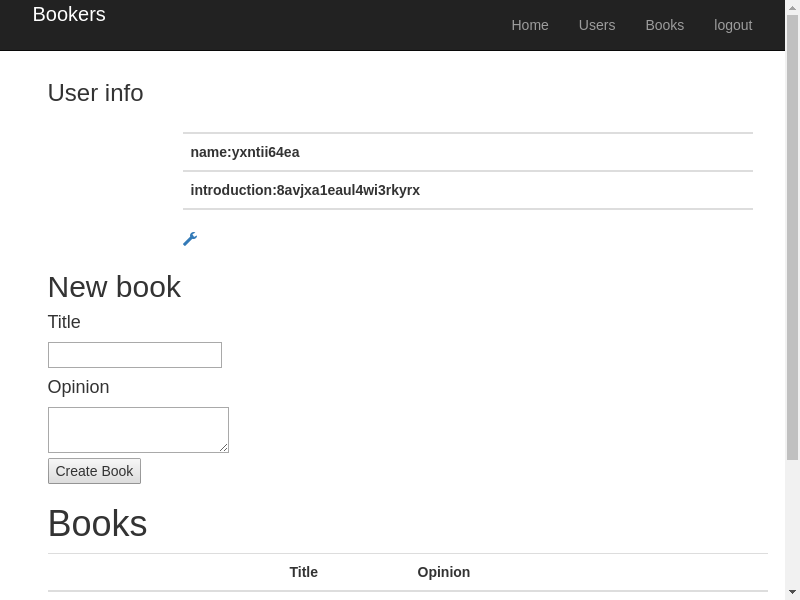 Bookers
Home Users Books logout
User info
name:yxntii64ea
introduction:8avjxa1eaul4wi3rkyrx
New book
Title
Opinion
Create Book
Books
Title Opinion